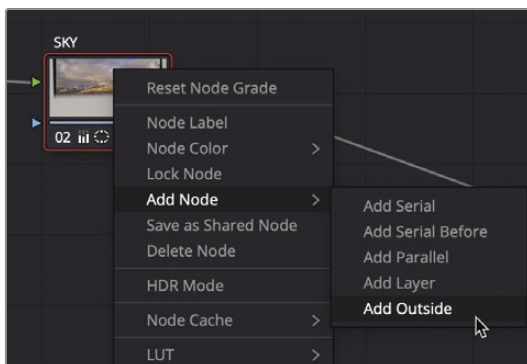 SKY
02
Reset Node Grade
Node Label
Node Color
Lock Node
Add Node
Save as Shared Node
Delete Node
HDR Mode
Node Cache
LUT
Add Serial
Add Serial Before
Add Parallel
Add Layer
Add Outside